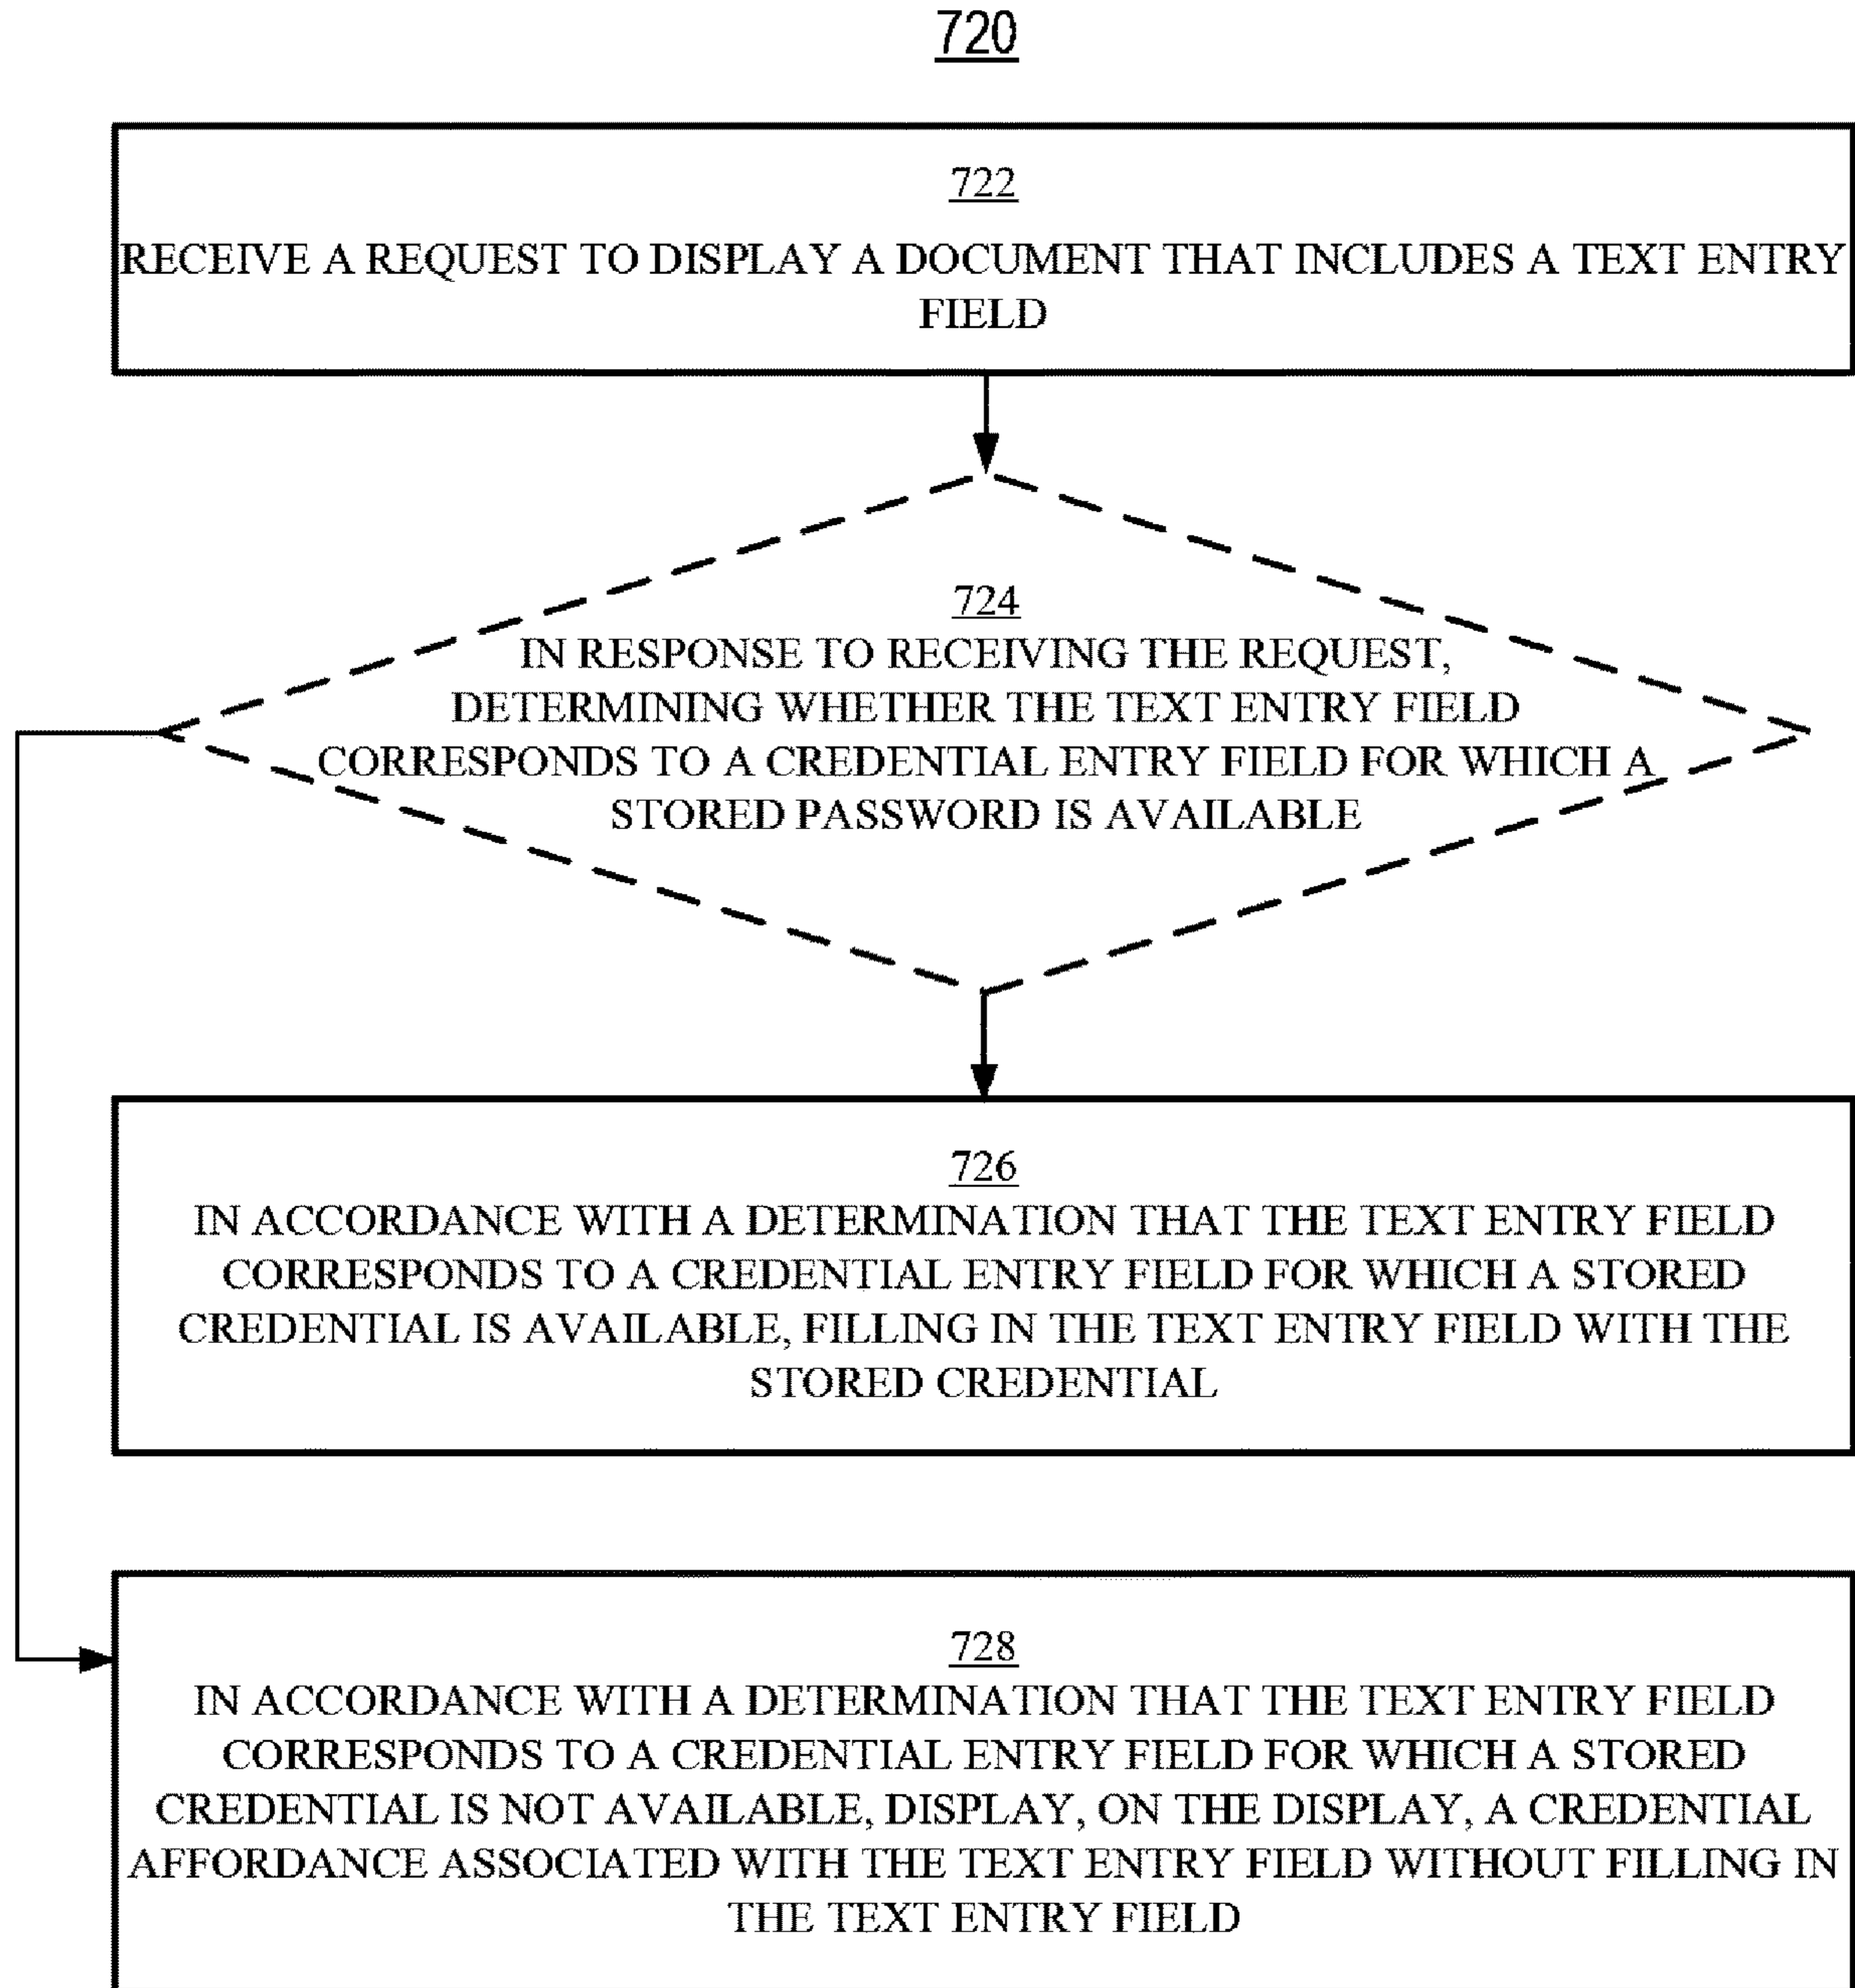 720
722
RECEIVE A REQUEST TO DISPLAY A DOCUMENT THAT INCLUDES A TEXT ENTRY
FIELD
724
IN RESPONSE TO RECEIVING THE REQUEST,
DETERMINING WHETHER THE TEXT ENTRY FIELD
CORRESPONDS TO A CREDENTIAL ENTRY FIELD FOR WHICH A
STORED PASSWORD IS AVAILABLE
726
IN ACCORDANCE WITH A DETERMINATION THAT THE TEXT ENTRY FIELD
CORRESPONDS TO A CREDENTIAL ENTRY FIELD FOR WHICH A STORED
CREDENTIAL IS AVAILABLE, FILLING IN THE TEXT ENTRY FIELD WITH THE
STORED CREDENTIAL
728
IN ACCORDANCE WITH A DETERMINATION THAT THE TEXT ENTRY FIELD
CORRESPONDS TO A CREDENTIAL ENTRY FIELD FOR WHICH A STORED
CREDENTIAL IS NOT AVAILABLE, DISPLAY, ON THE DISPLAY, A CREDENTIAL
AFFORDANCE ASSOCIATED WITH THE TEXT ENTRY FIELD WITHOUT FILLING IN
THE TEXT ENTRY FIELD